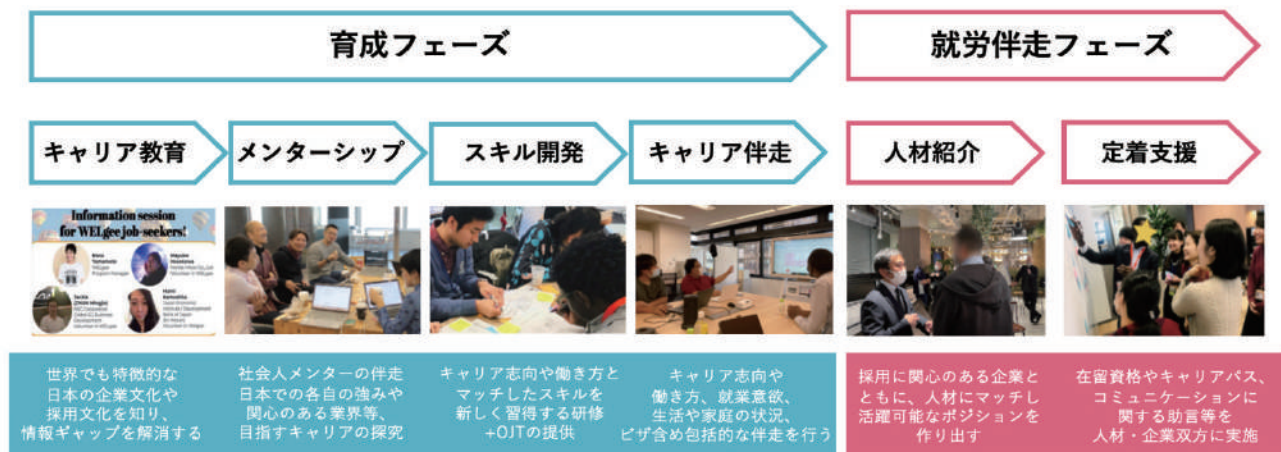 育成フェーズ
就労伴走フェーズ
キャリア教育
メンターシップ
スキル開発
キャリア伴走
人材紹介
定着支援
Information session
for WELgee job-seekers!
世界でも特徴的な
日本の企業文化や
採用文化を知り、
情報ギャップを解消する
社会人メンターの伴走
日本での各自の強みや
関心のある業界等、
目指すキャリアの探究
キャリア志向や働き方と
マッチしたスキルを
新しく習得する研修
+OJTの提供
キャリア志向や
働き方、就業意欲、
生活や家庭の状況、
ビザ含め包括的な伴走を行う
採用に関心のある企業と
ともに、人材にマッチし
活躍可能なポジションを
作り出す
在留資格やキャリアパス、
コミュニケーションに
関する助言等を
人材・企業双方に実施